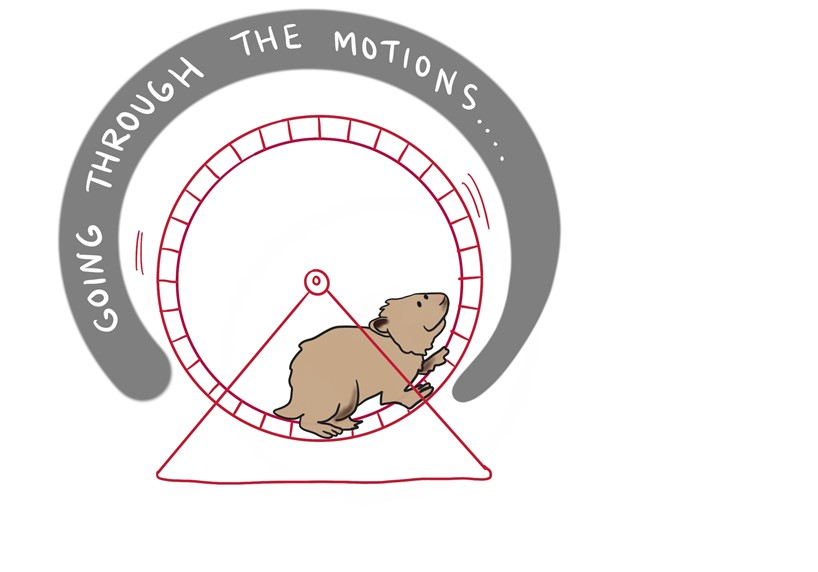 GOING THROUGH THE MOTIONS.....